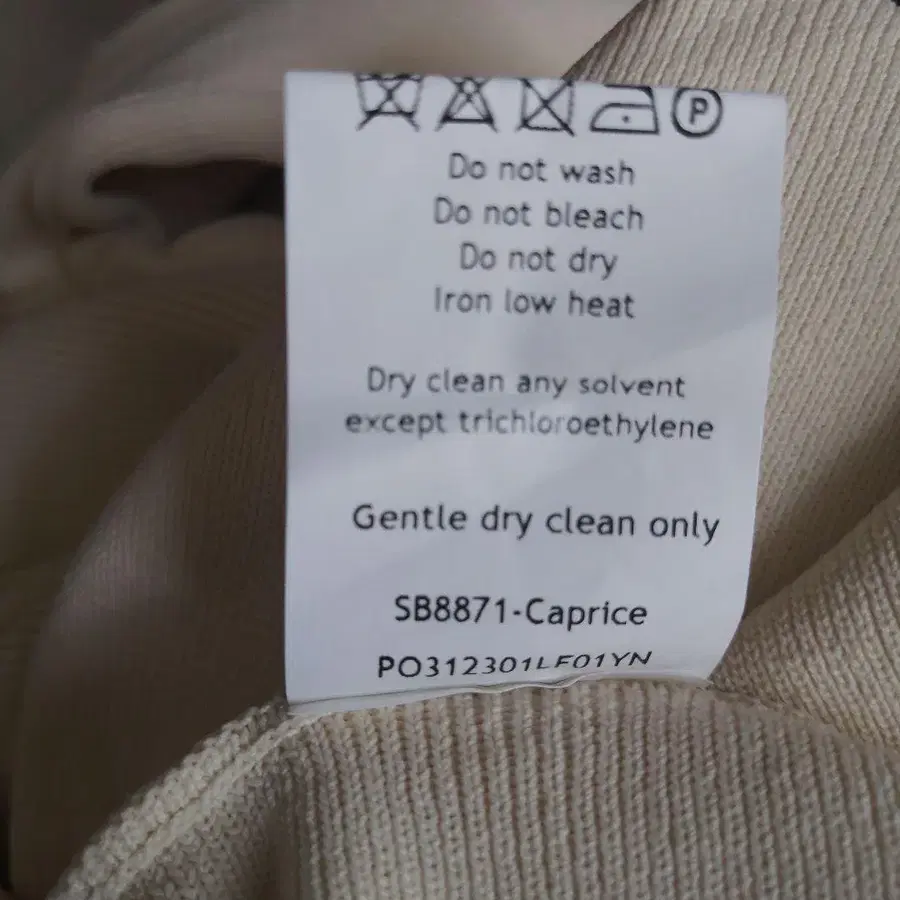 P
Do not wash
Do not bleach
Do not dry
Iron low heat
Dry clean any solvent
except trichloroethylene
Gentle dry clean only
SB8871-Caprice
PO312301LF01YN